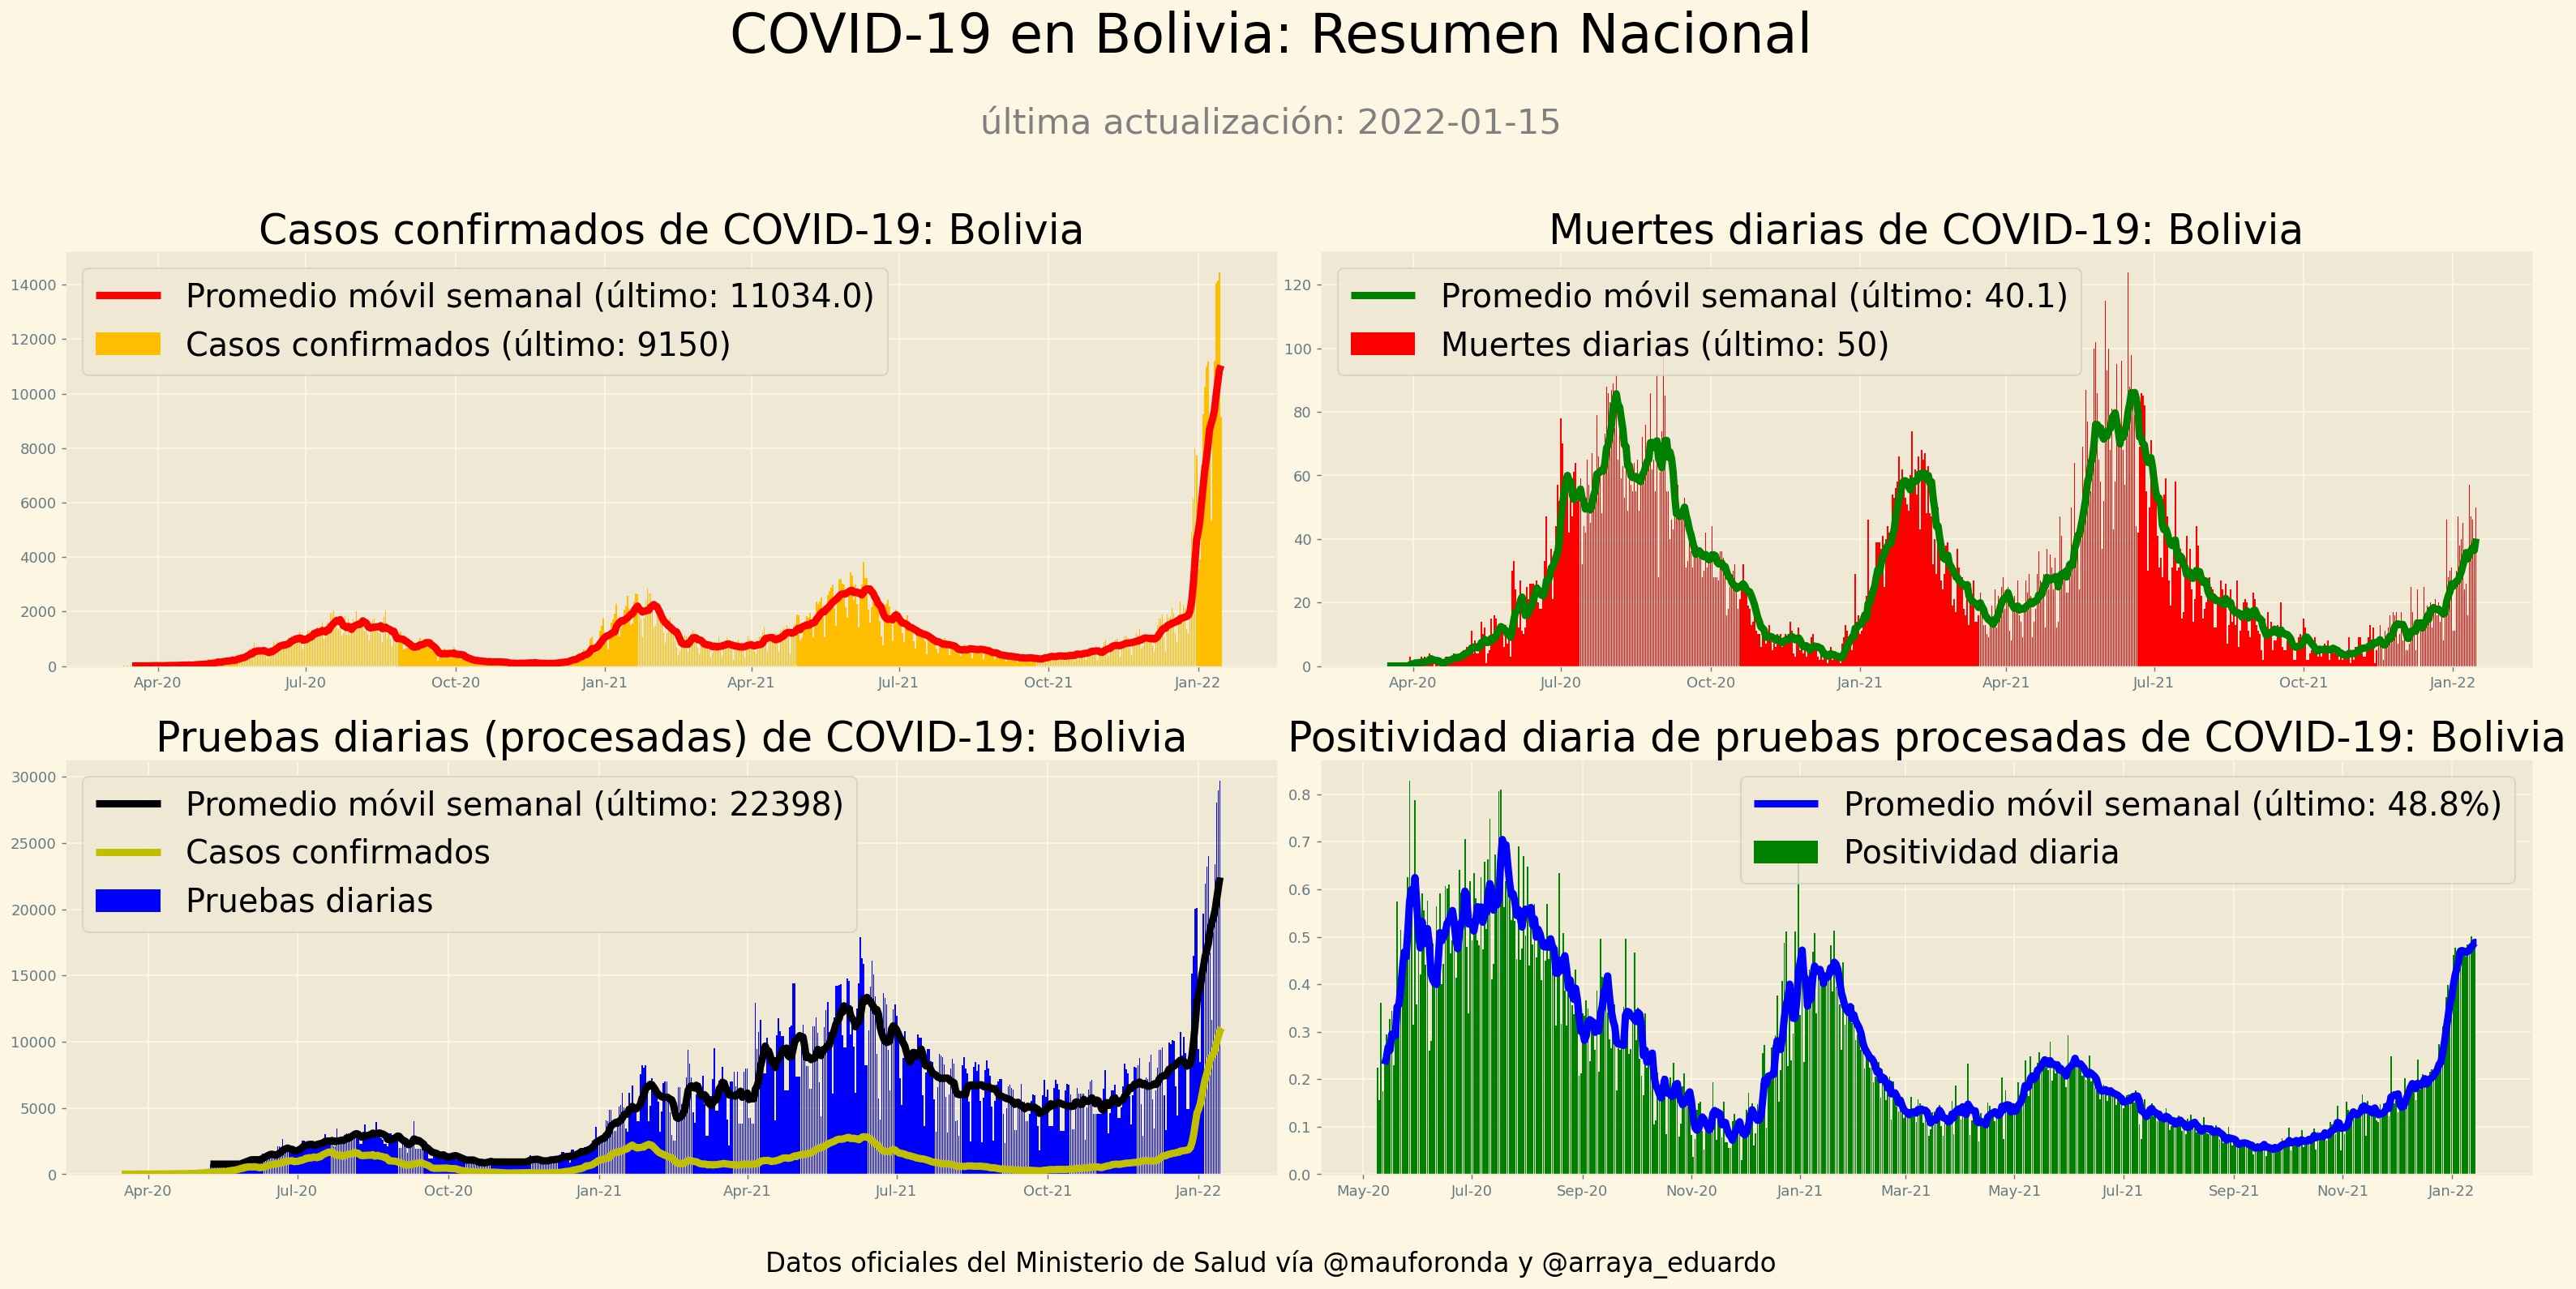 COVID-19 en Bolivia: Resumen Nacional
última actualización: 2022-01-15
Casos confirmados de COVID-19: Bolivia
Promedio móvil semanal (último: 11034.0)
Casos confirmados (último: 9150)
14000
12000
10000
8000
6000
4000
2000
0
Apr-20 Jul-20 Oct-20 Jan-21 Apr-21 Jul-21 Oct-21 Jan-22
Muertes diarias de COVID-19: Bolivia
Promedio móvil semanal (último: 40.1)
Muertes diarias (último: 50)
120
100
80
60
40
20
0
Apr-20 Jul-20 Oct-20 Jan-21 Apr-21 Jul-21 Oct-21 Jan-22
Pruebas diarias (procesadas) de COVID-19: Bolivia
Promedio móvil semanal (último: 22398)
Casos confirmados
Pruebas diarias
30000
25000
20000
15000
10000
5000
0
Apr-20 Jul-20 Oct-20 Jan-21 Apr-21 Jul-21 Oct-21 Jan-22
Positividad diaria de pruebas procesadas de COVID-19: Bolivia
Promedio móvil semanal (último: 48.8%)
Positividad diaria
0.8
0.7
0.6
0.5
0.4
0.3
0.2
0.1
0.0
May-20 Jul-20 Sep-20 Nov-20 Jan-21 Mar-21 May-21 Jul-21 Sep-21 Nov-21 Jan-22
Datos oficiales del Ministerio de Salud vía @mauforonda y @arraya_eduardo